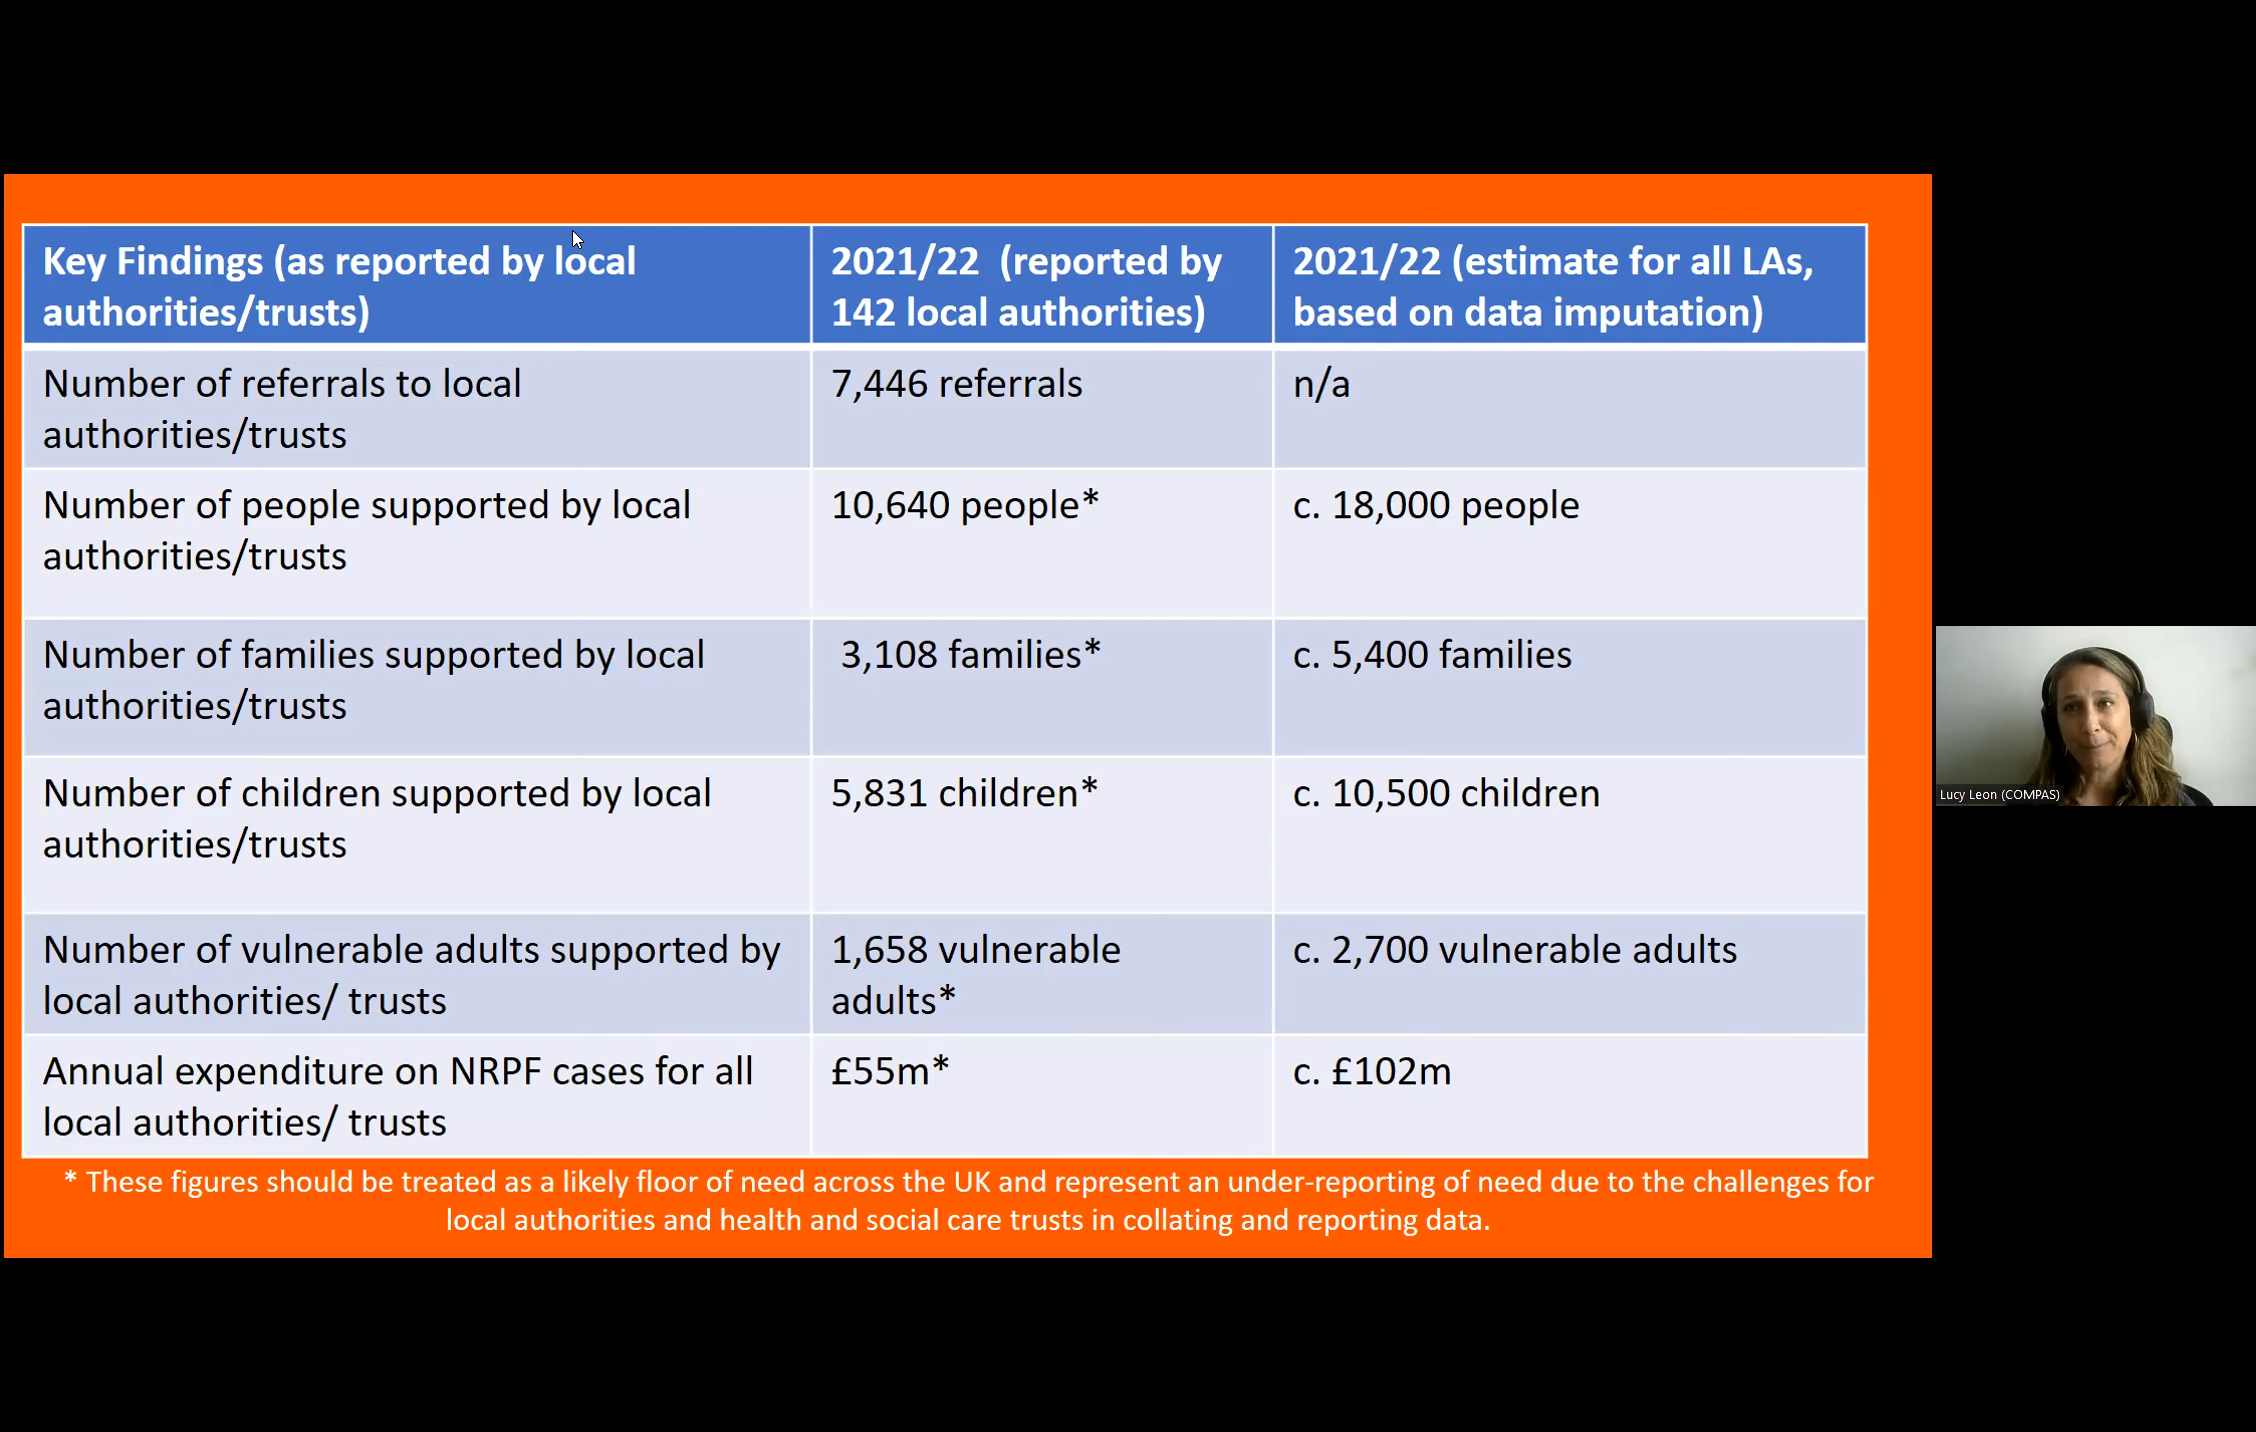 Key Findings (as reported by local
authorities/trusts)
2021/22  (reported by
142 local authorities)
2021/22 (estimate for all LAs,
based on data imputation)
Number of referrals to local
authorities/trusts
7,446 referrals
n/a
Number of people supported by local
authorities/trusts
10,640 people*
c. 18,000 people
Number of families supported by local
authorities/trusts
3,108 families*
c. 5,400 families
Number of children supported by local
authorities/trusts
5,831 children*
c. 10,500 children
Number of vulnerable adults supported by
local authorities/ trusts
1,658 vulnerable
adults*
c. 2,700 vulnerable adults
Annual expenditure on NRPF cases for all
local authorities/ trusts
£55m*
c. £102m
* These figures should be treated as a likely floor of need across the UK and represent an under-reporting of need due to the challenges for
local authorities and health and social care trusts in collating and reporting data.
Lucy Leon (COMPAS)